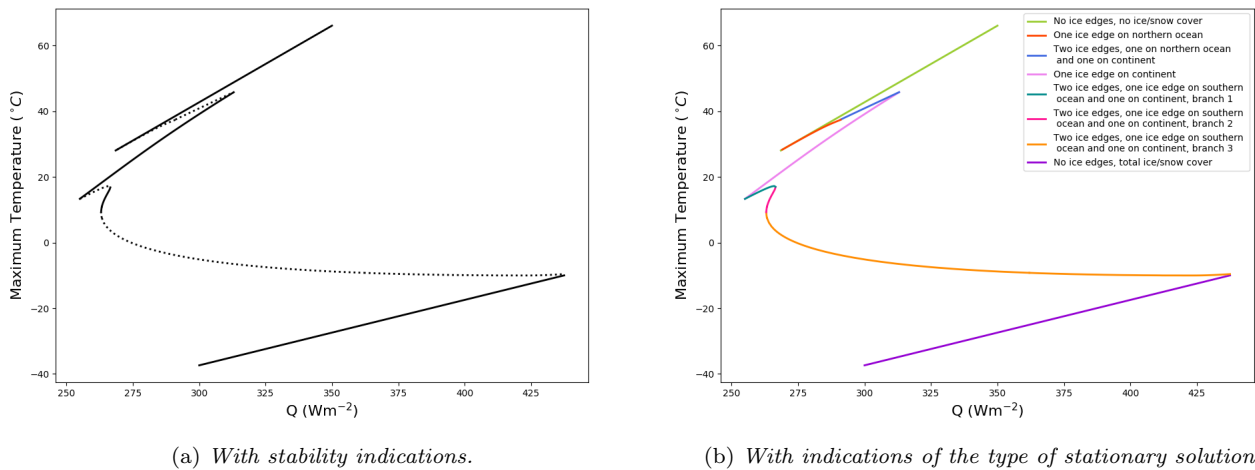 60
40
20
0
−20
−40
Maximum Temperature (°C)
250
275
300
325
350
375
400
425
Q (Wm⁻²)
(a) With stability indications.
60
40
20
0
−20
−40
Maximum Temperature (°C)
No ice edges, no ice/snow cover
One ice edge on northern ocean
Two ice edges, one on northern ocean
and one on continent
One ice edge on continent
Two ice edges, one ice edge on southern
ocean and one on continent, branch 1
Two ice edges, one ice edge on southern
ocean and one on continent, branch 2
Two ice edges, one ice edge on southern
ocean and one on continent, branch 3
No ice edges, total ice/snow cover
250
275
300
325
350
375
400
425
Q (Wm⁻²)
(b) With indications of the type of stationary solution